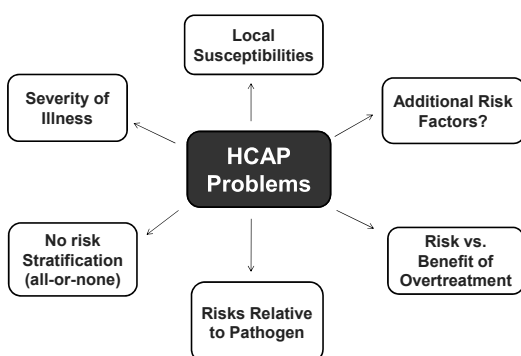 Local
Susceptibilities
Severity of
Illness
Additional Risk
Factors?
HCAP
Problems
No risk
Stratification
(all-or-none)
Risk vs.
Benefit of
Overtreatment
Risks Relative
to Pathogen